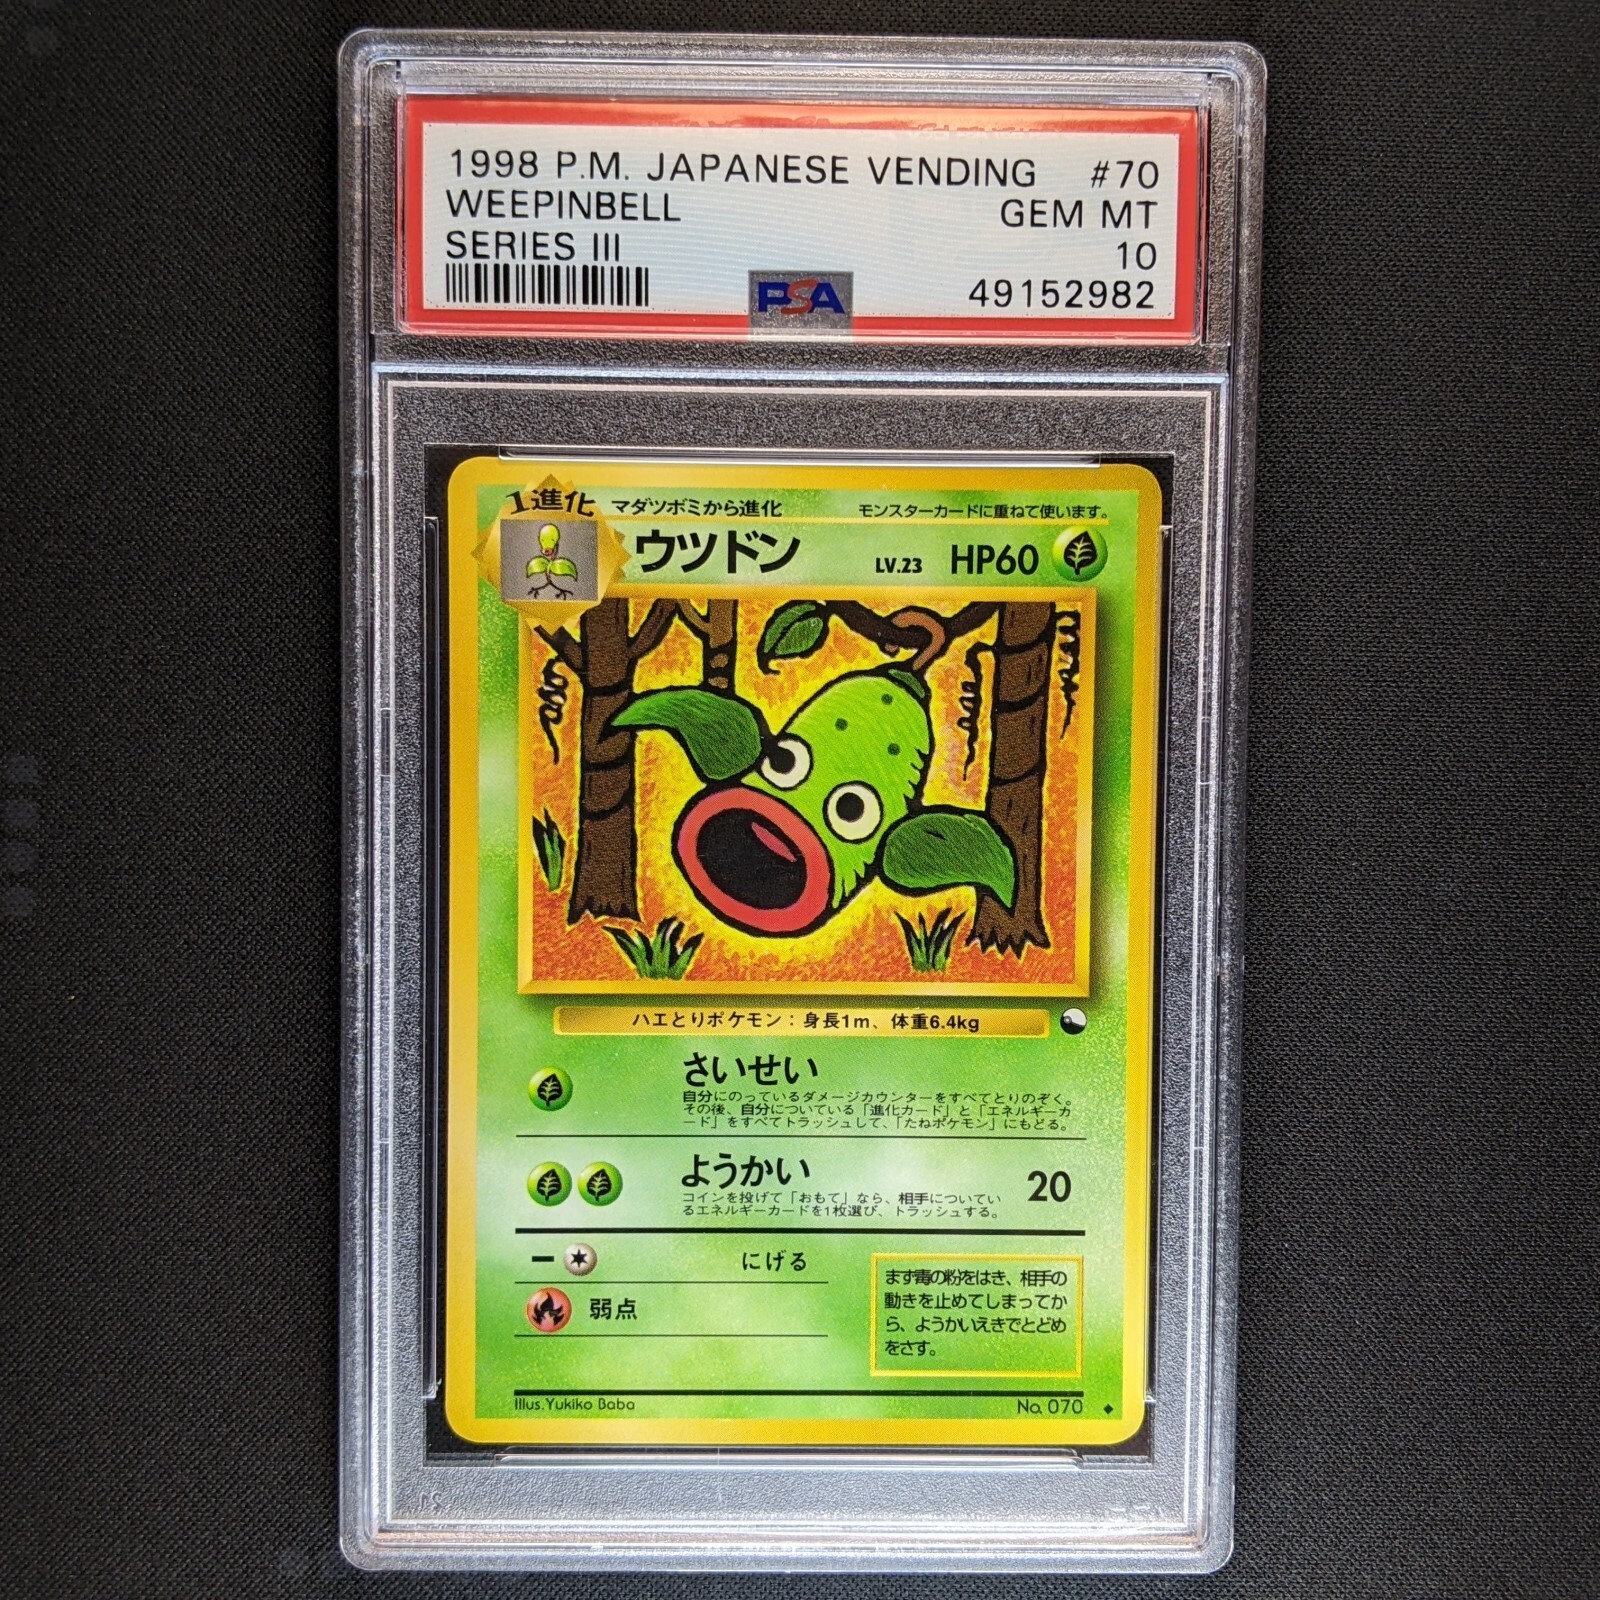 1998 P.M. JAPANESE VENDING #70
WEEPINBELL GEM MT
SERIES III 10
PSA 49152982
1進化 マダツボミから進化 モンスターカードに重ねて使います。
ウツドン LV.23 HP60
ハエとりポケモン：身長1m、体重6.4kg
さいせい
自分にのっているダメージカウンターをすべてとりのぞく。
その後、自分についている「進化カード」と「エネルギーカ
ード」をすべてトラッシュして、「たねポケモン」にもどる。
ようかい 20
コインを投げて「おもて」なら、相手についてい
るエネルギーカードを1枚選び、トラッシュする。
ー にげる
弱点
まず毒の粉をはき、相手の
動きを止めてしまってか
ら、ようかいえきでとどめ
をさす。
Illus.Yukiko Baba No. 070